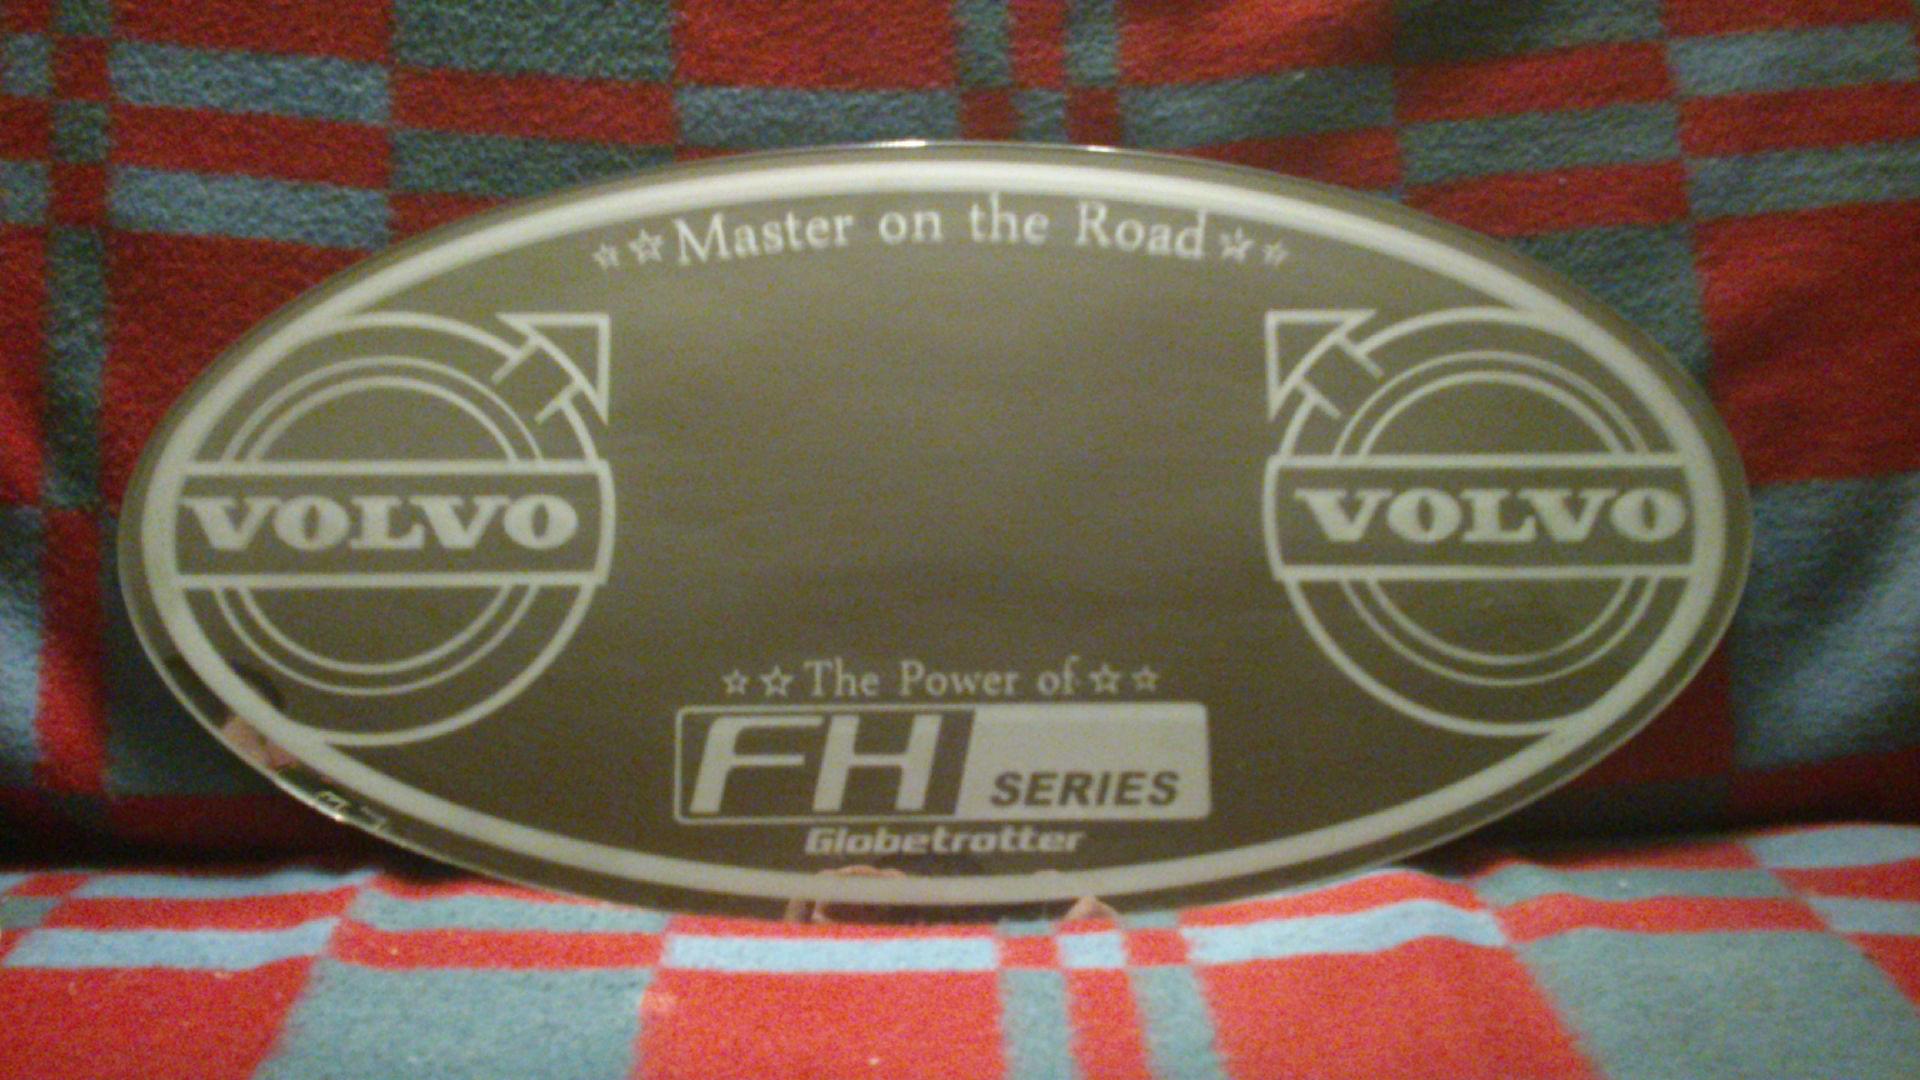 ☆☆Master on the Road☆☆
VOLVO
VOLVO
☆☆The Power of☆☆
FH SERIES
Globetrotter